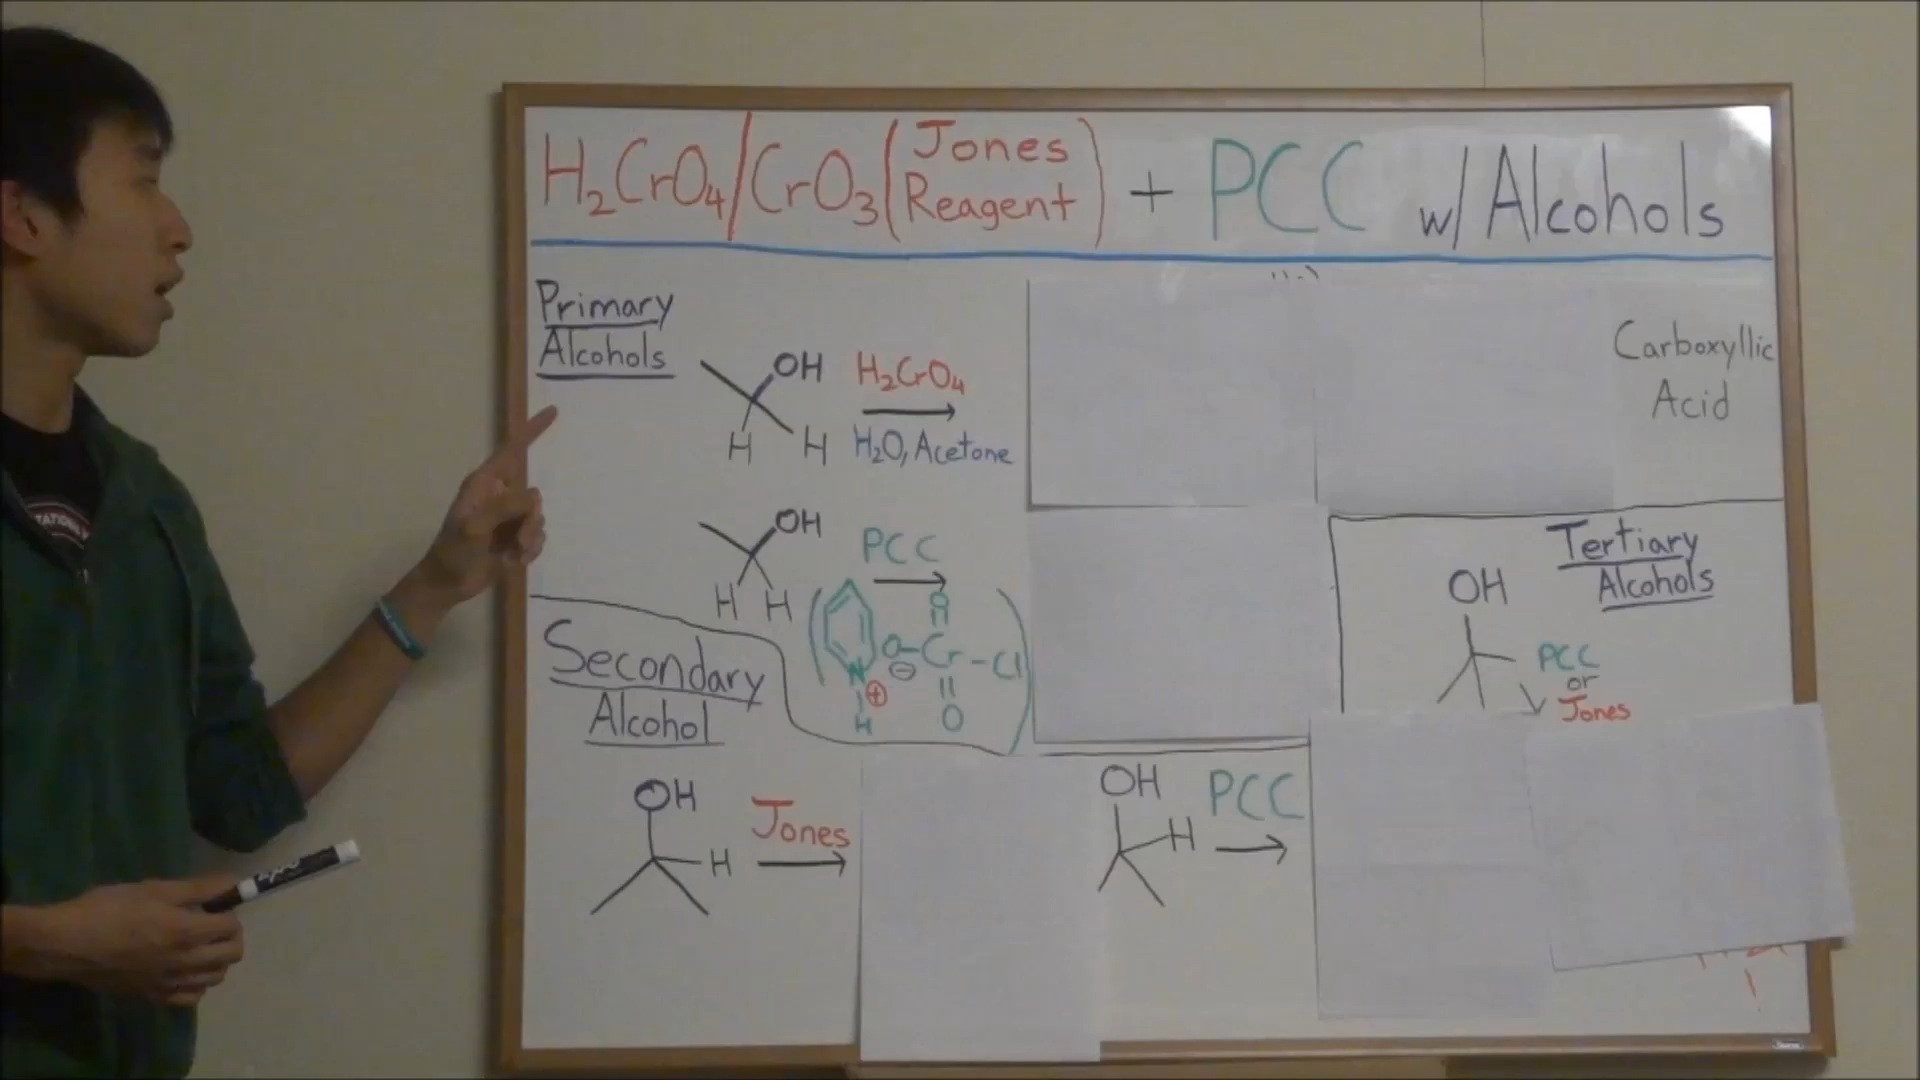 H2CrO4/CrO3(Jones Reagent) + PCC w/ Alcohols
Primary
Alcohols
OH
H H
H2CrO4
H2O, Acetone
Carboxyllic
Acid
OH
H H
PCC
O
O-Cr-Cl
⊖
N
⊕
H
O
Tertiary
Alcohols
OH
PCC
or
Jones
Secondary
Alcohol
OH
H
Jones
OH
H
PCC